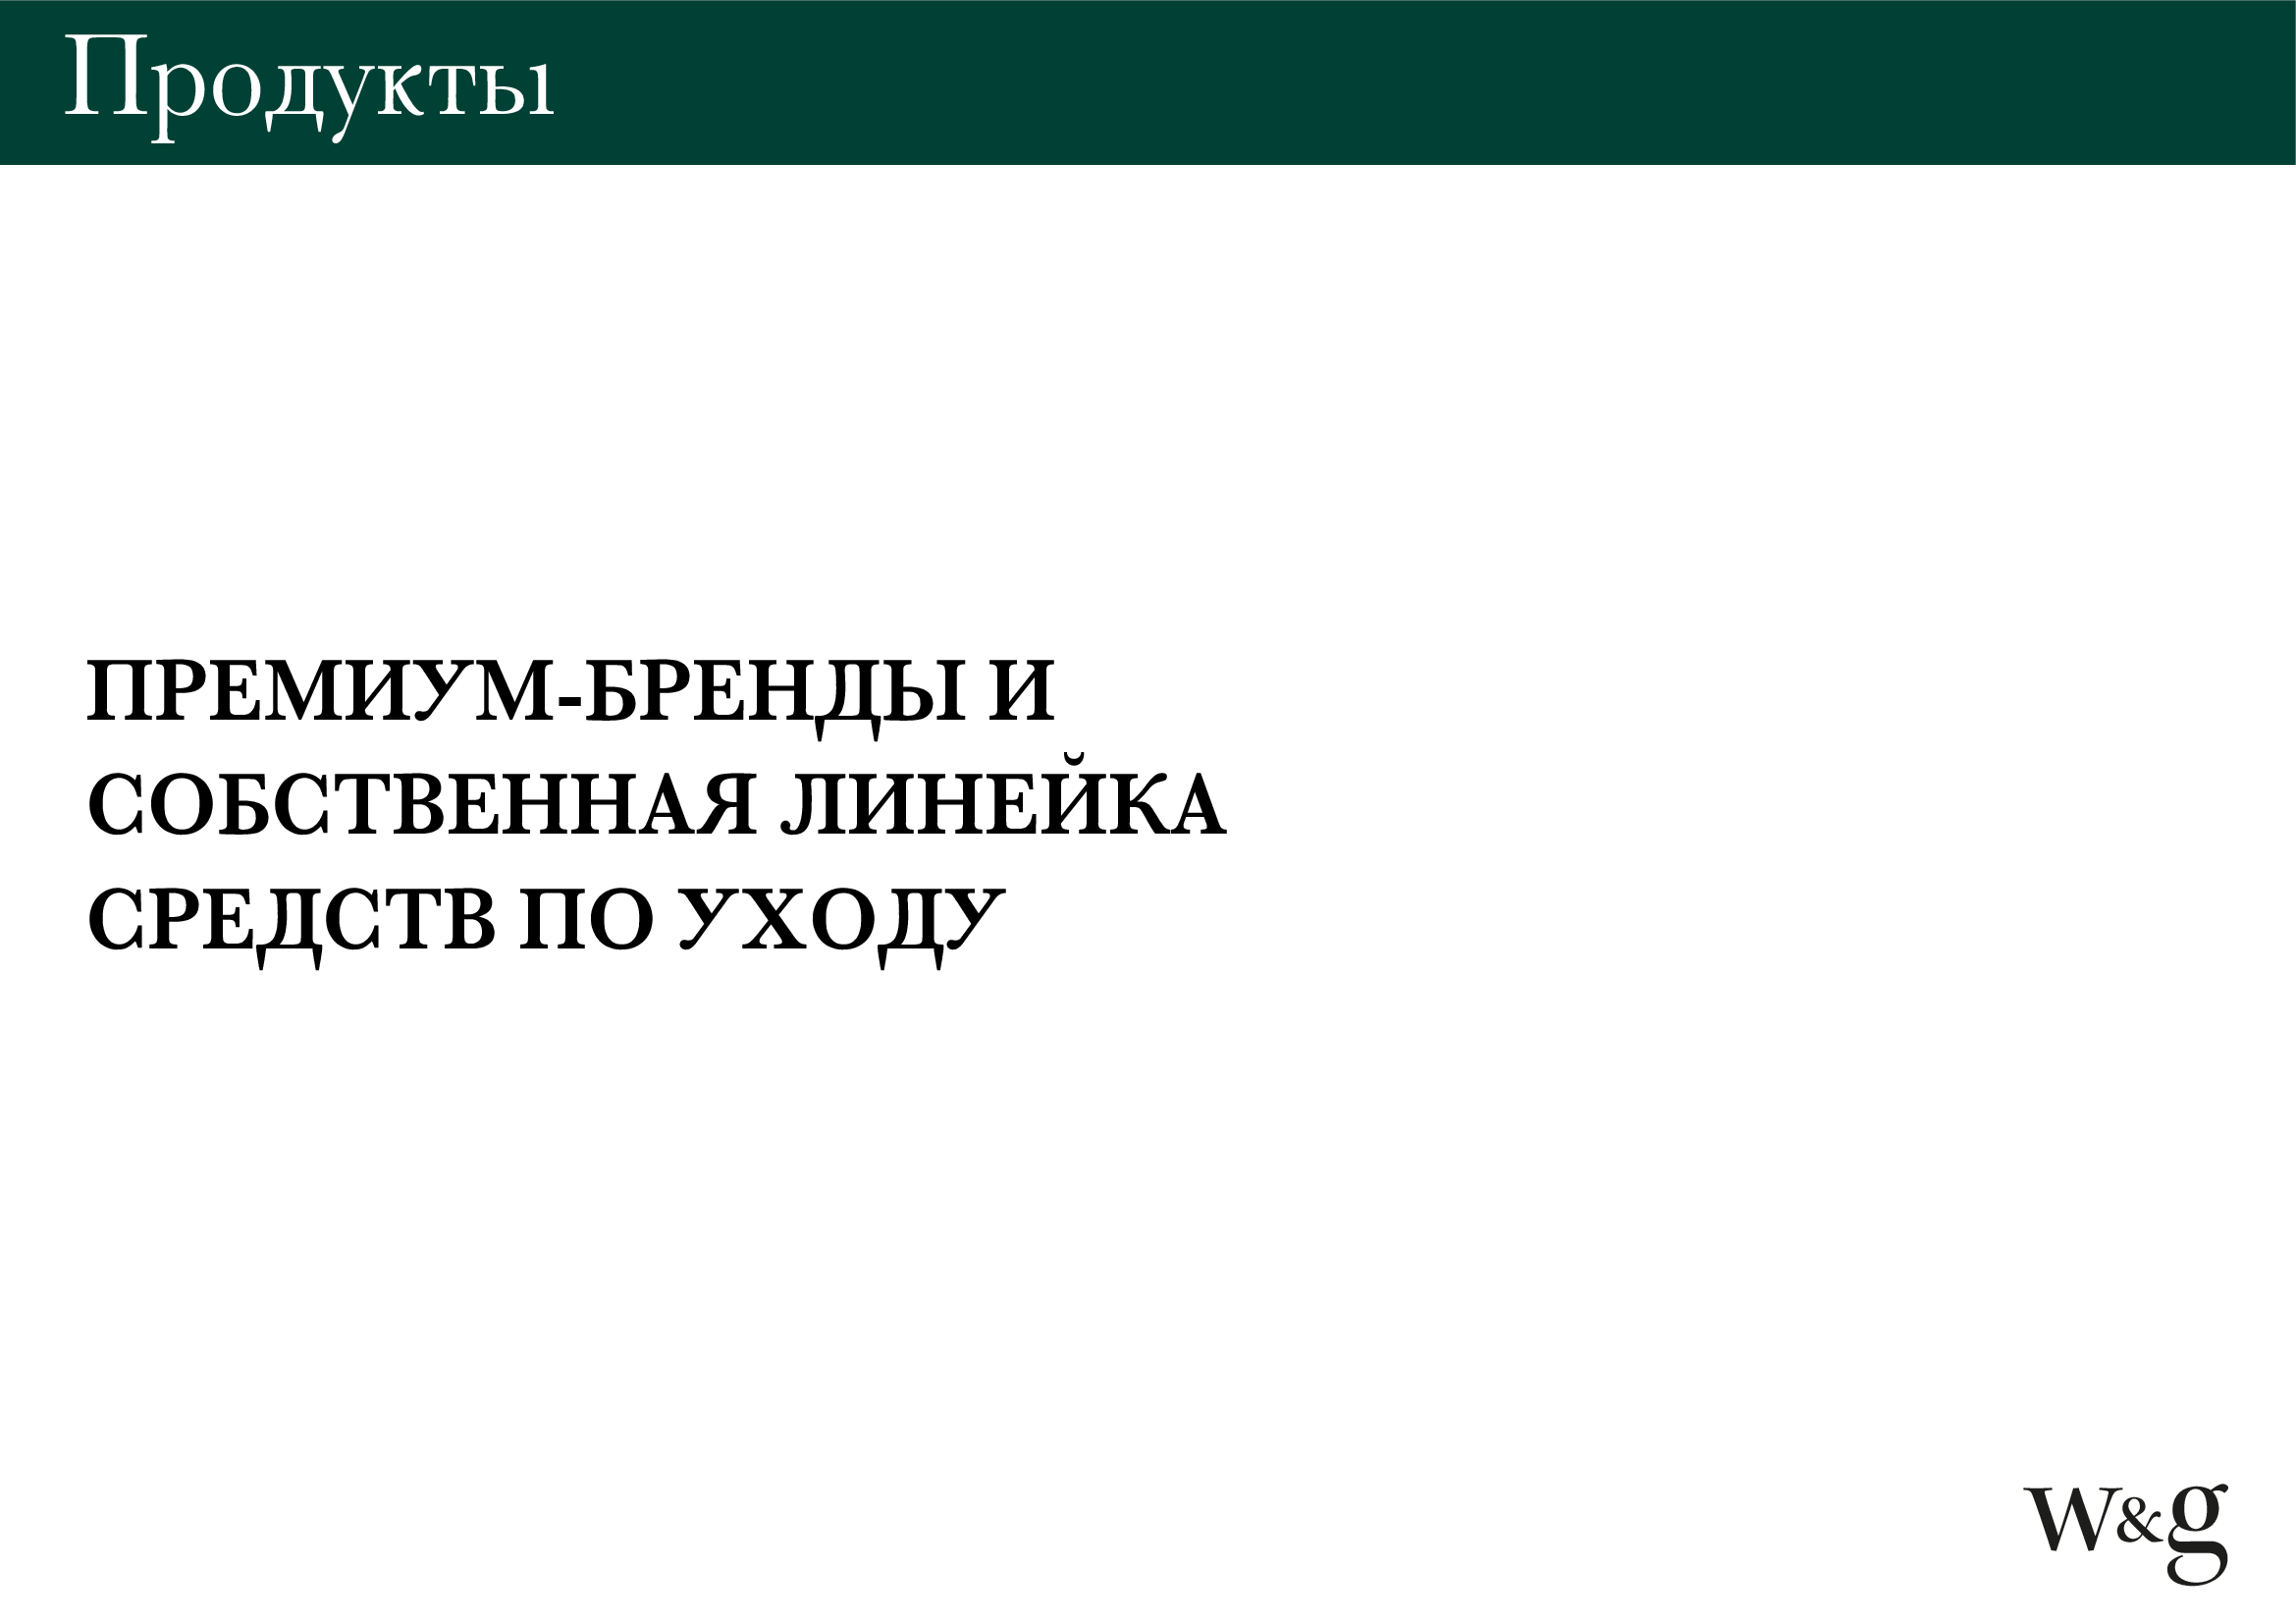 Продукты
ПРЕМИУМ-БРЕНДЫ И
СОБСТВЕННАЯ ЛИНЕЙКА
СРЕДСТВ ПО УХОДУ
w&g